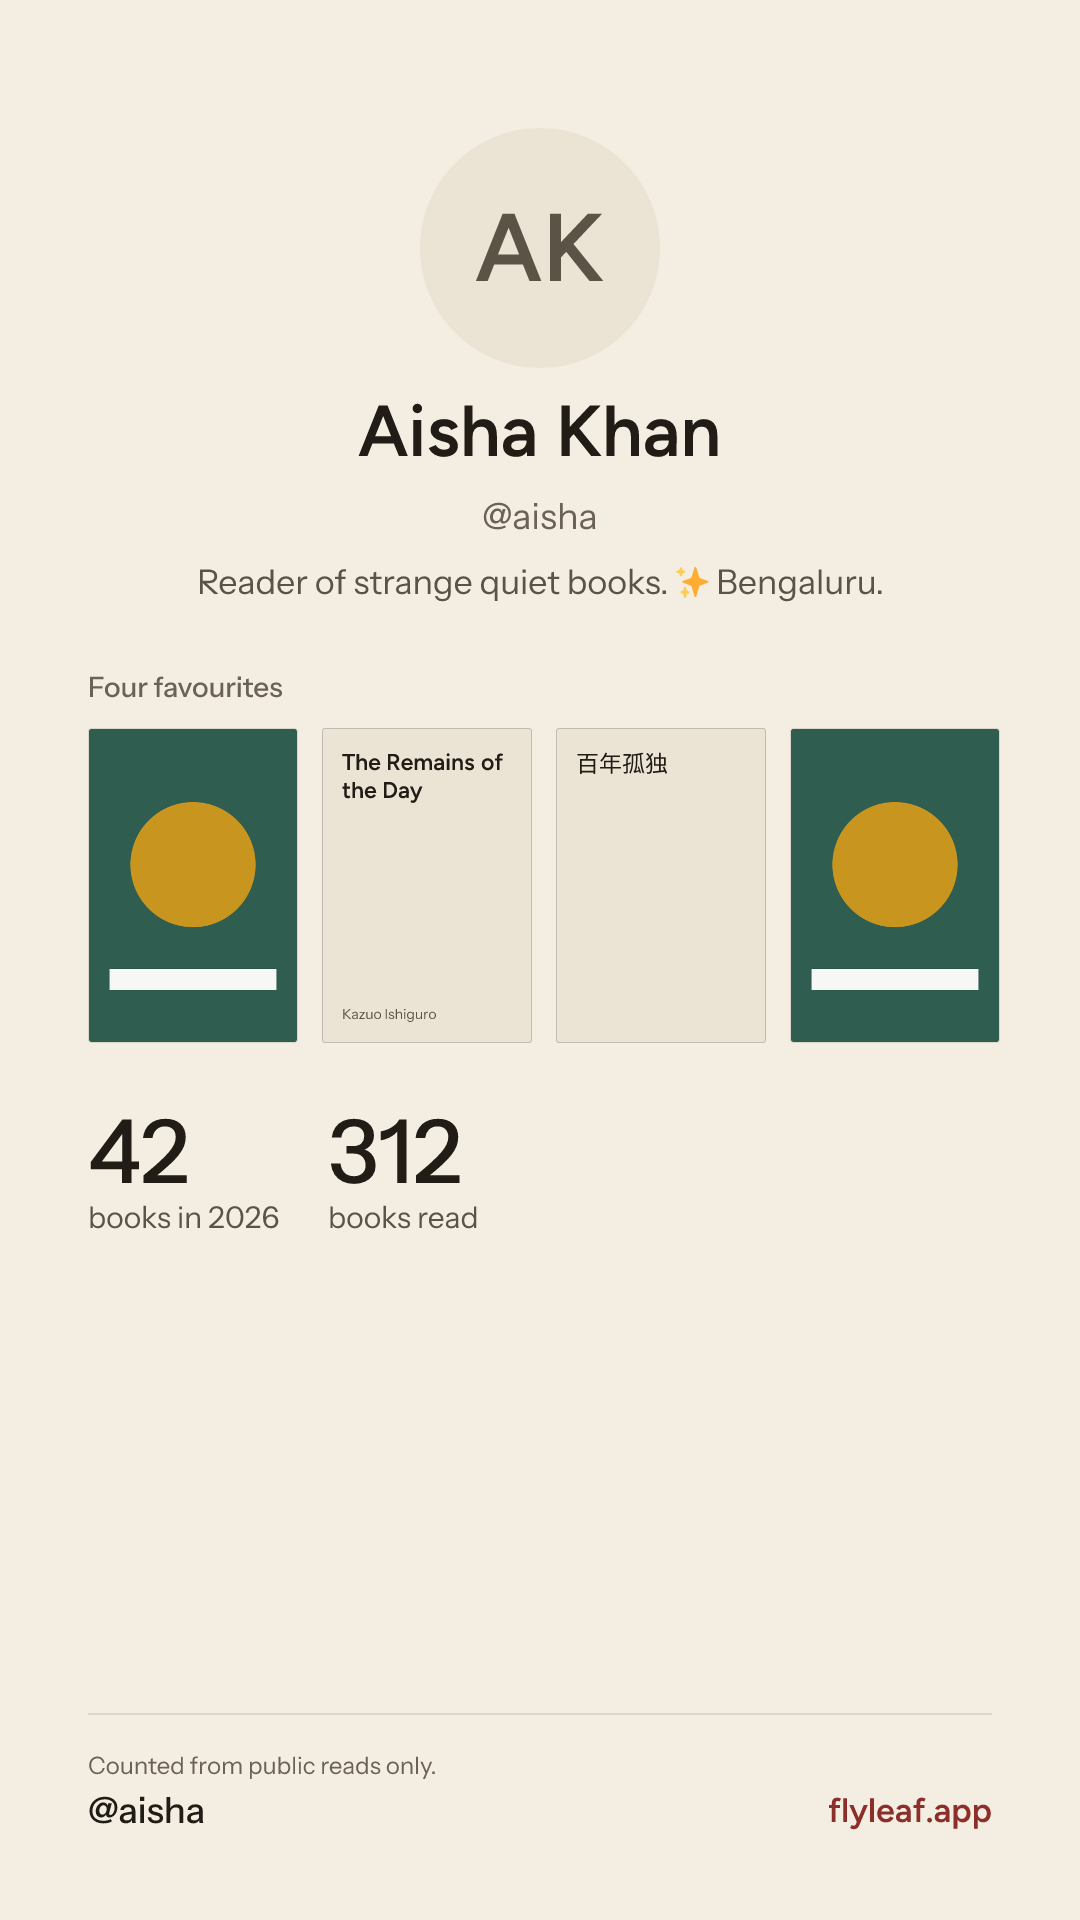 AK
Aisha Khan
@aisha
Reader of strange quiet books. ✨ Bengaluru.
Four favourites
The Remains of
the Day
Kazuo Ishiguro
百年孤独
42
books in 2026
312
books read
Counted from public reads only.
@aisha
flyleaf.app